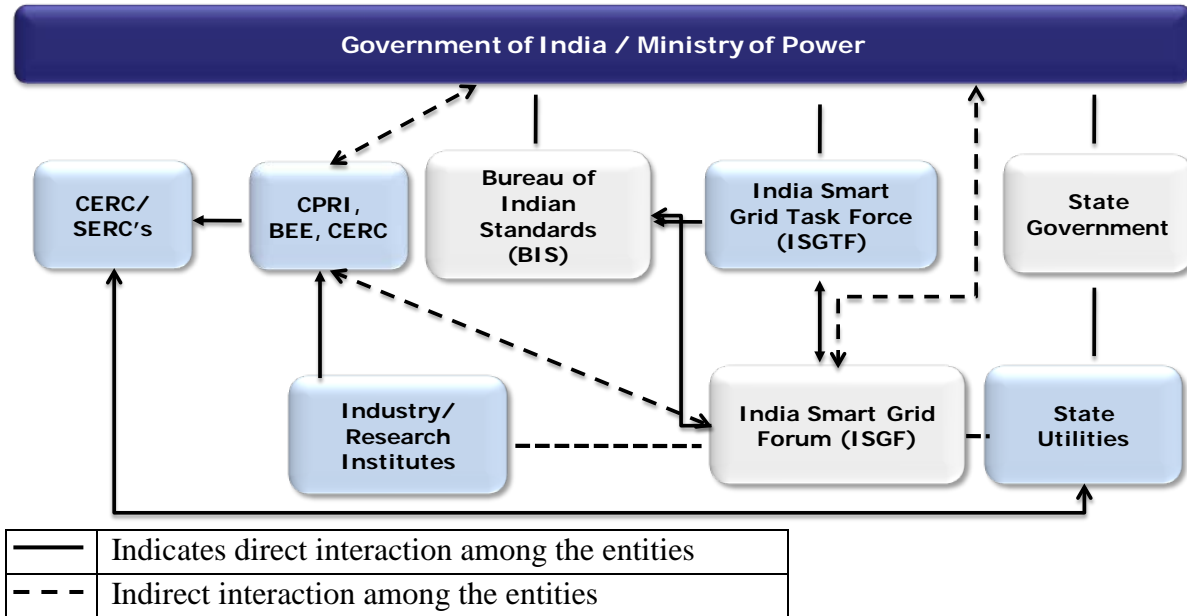 Government of India / Ministry of Power
CERC/
SERC's
CPRI,
BEE, CERC
Bureau of
Indian
Standards
(BIS)
India Smart
Grid Task Force
(ISGTF)
State
Government
Industry/
Research
Institutes
India Smart Grid
Forum (ISGF)
State
Utilities
Indicates direct interaction among the entities
Indirect interaction among the entities